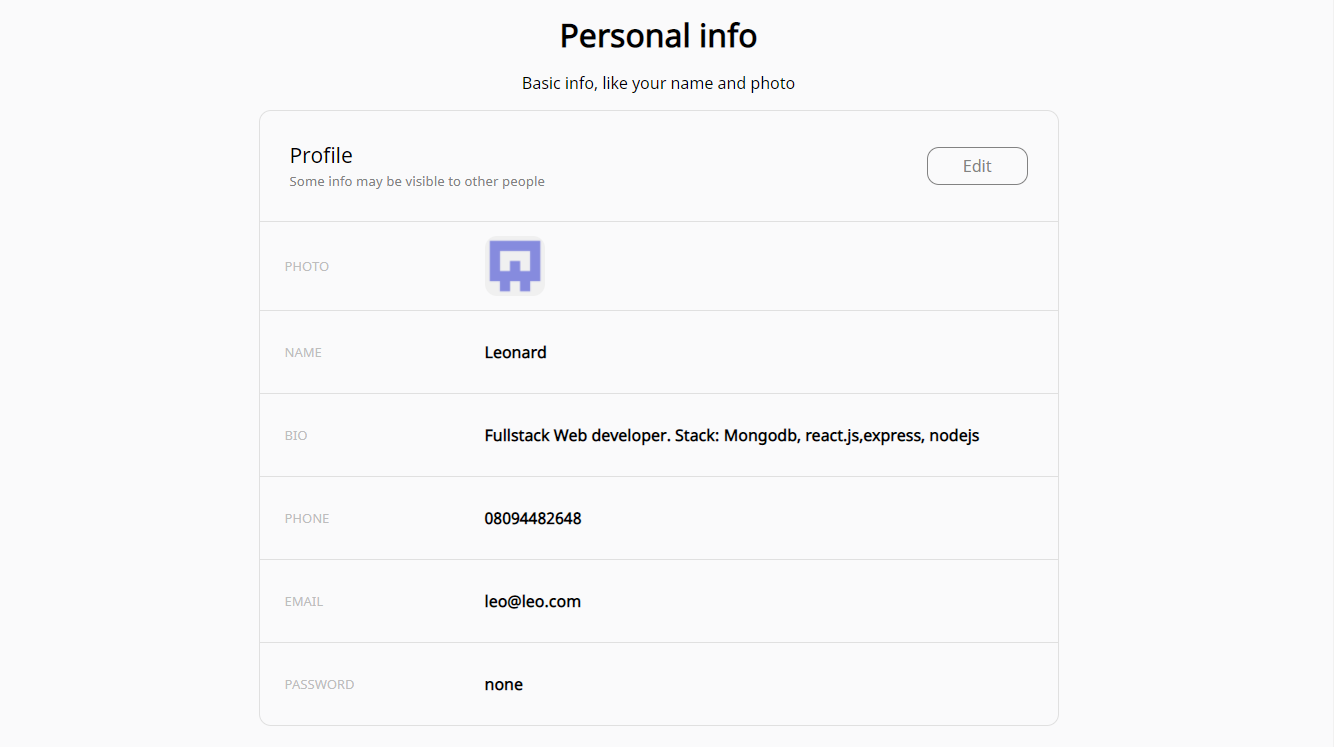 Personal info
Basic info, like your name and photo
Profile
Some info may be visible to other people
Edit
PHOTO
NAME
Leonard
BIO
Fullstack Web developer. Stack: Mongodb, react.js,express, nodejs
PHONE
08094482648
EMAIL
leo@leo.com
PASSWORD
none